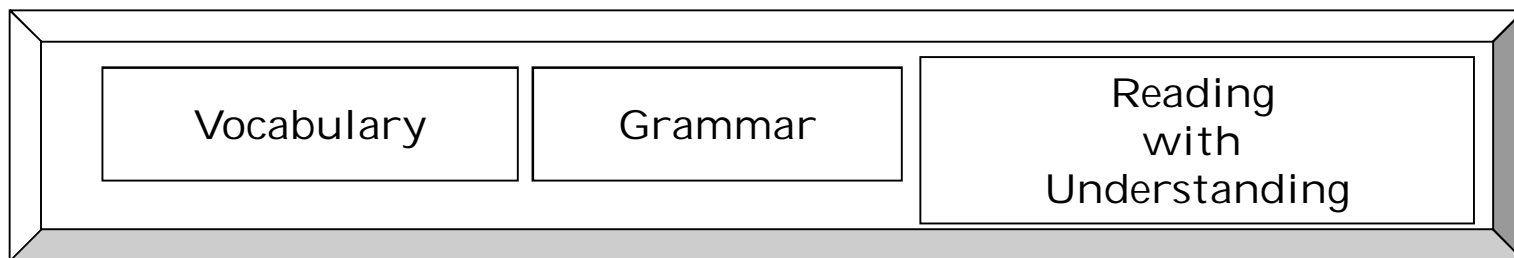 Vocabulary
Grammar
Reading
with
Understanding